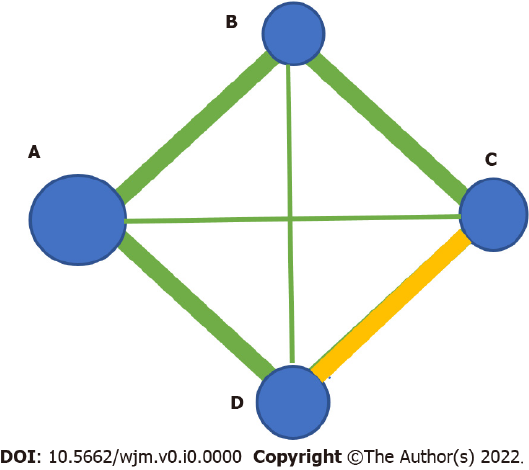 B
A
C
D
DOI: 10.5662/wjm.v0.i0.0000 Copyright ©The Author(s) 2022.